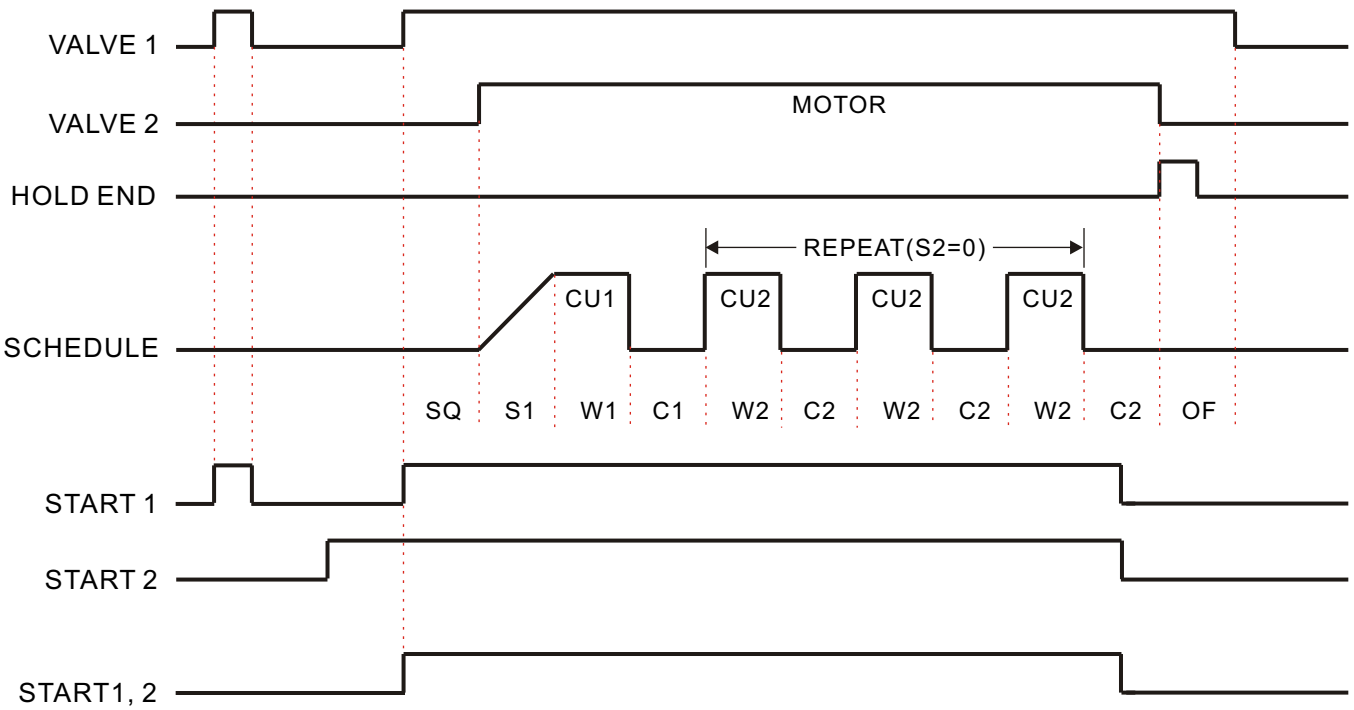 VALVE 1
VALVE 2
MOTOR
HOLD END
REPEAT(S2=0)
CU1
CU2
CU2
CU2
SCHEDULE
SQ S1 W1 C1 W2 C2 W2 C2 W2 C2 OF
START 1
START 2
START1, 2